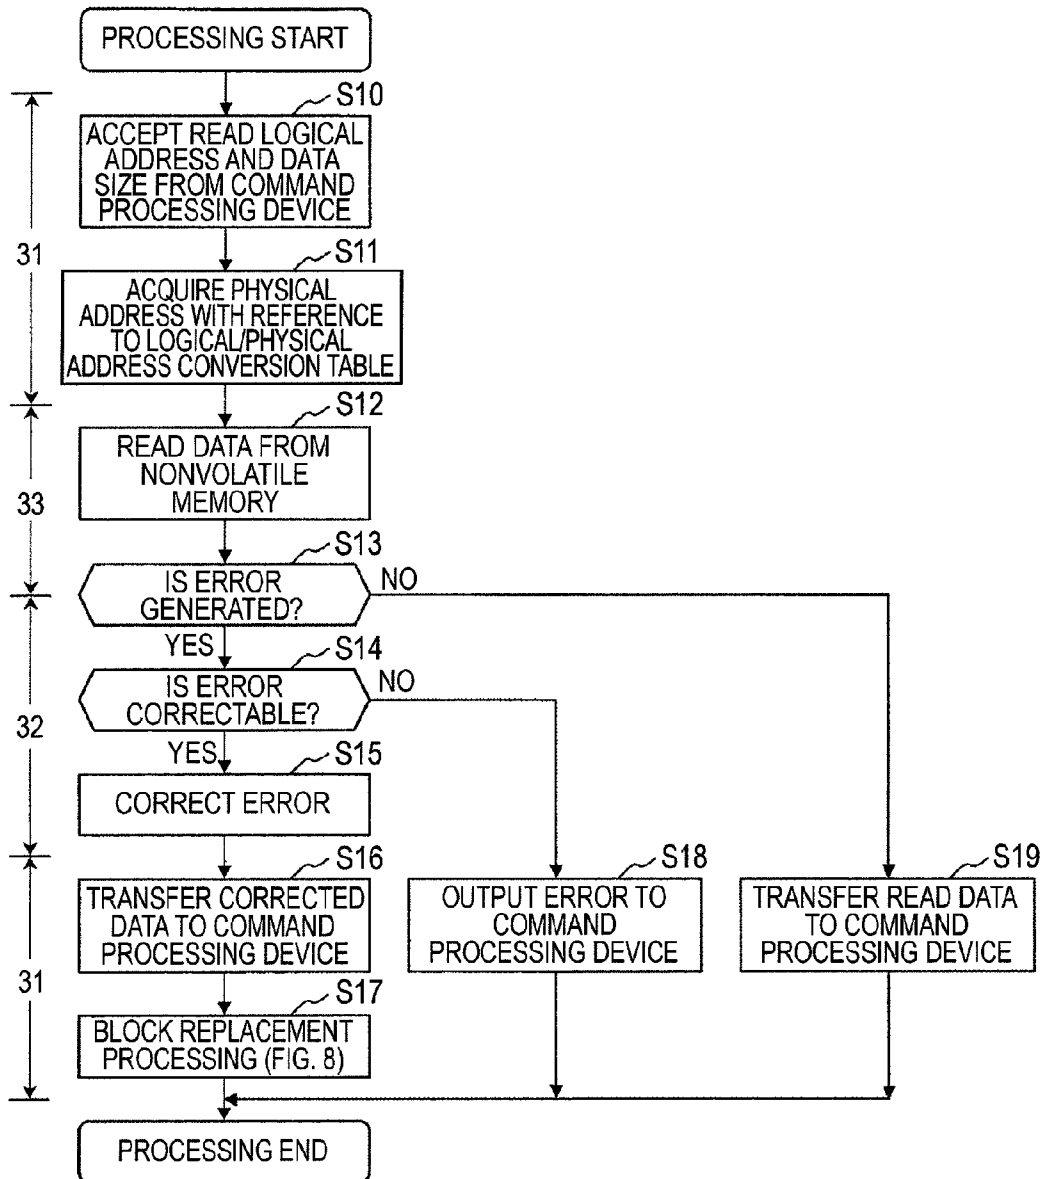 PROCESSING START
S10
ACCEPT READ LOGICAL
ADDRESS AND DATA
SIZE FROM COMMAND
PROCESSING DEVICE
31
S11
ACQUIRE PHYSICAL
ADDRESS WITH REFERENCE
TO LOGICAL/PHYSICAL
ADDRESS CONVERSION TABLE
S12
READ DATA FROM
NONVOLATILE
MEMORY
33
S13
IS ERROR
GENERATED?
NO
YES
S14
IS ERROR
CORRECTABLE?
NO
32
YES
S15
CORRECT ERROR
S16
TRANSFER CORRECTED
DATA TO COMMAND
PROCESSING DEVICE
S18
OUTPUT ERROR TO
COMMAND
PROCESSING DEVICE
S19
TRANSFER READ DATA
TO COMMAND
PROCESSING DEVICE
31
S17
BLOCK REPLACEMENT
PROCESSING (FIG. 8)
PROCESSING END